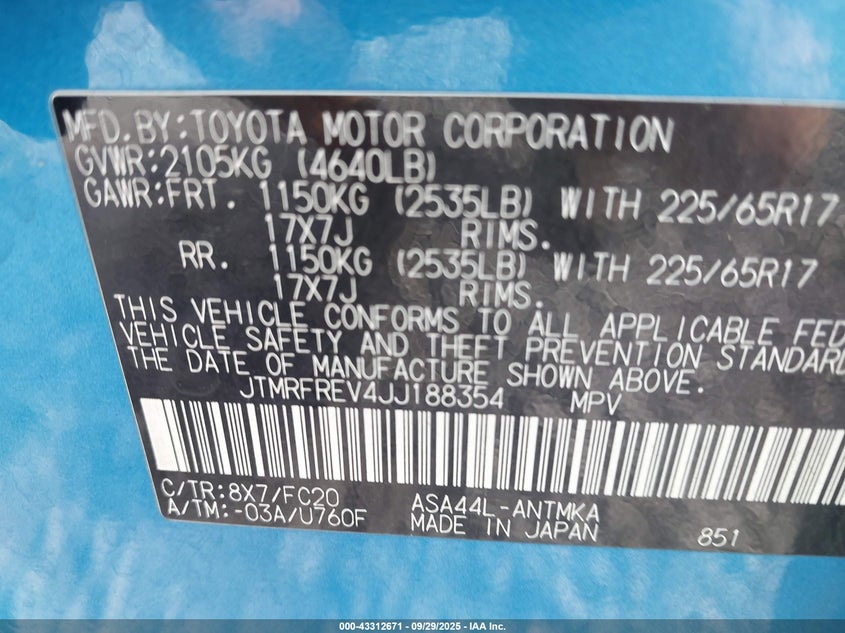 MFD.BY:TOYOTA MOTOR CORPORATION
GVWR:2105KG (4640LB)
GAWR:FRT. 1150KG (2535LB) WITH 225/65R17
17X7J RIMS.
RR. 1150KG (2535LB) WITH 225/65R17
17X7J RIMS.
THIS VEHICLE CONFORMS TO ALL APPLICABLE FED
VEHICLE SAFETY AND THEFT PREVENTION STANDARD
THE DATE OF MANUFACTURE SHOWN ABOVE.
JTMRFREV4JJ188354 MPV
C/TR:8X7/FC20 ASA44L-ANTMKA
A/TM:-03A/U760F MADE IN JAPAN 851
000-43312671 | 09/29/2025 | IAA Inc.